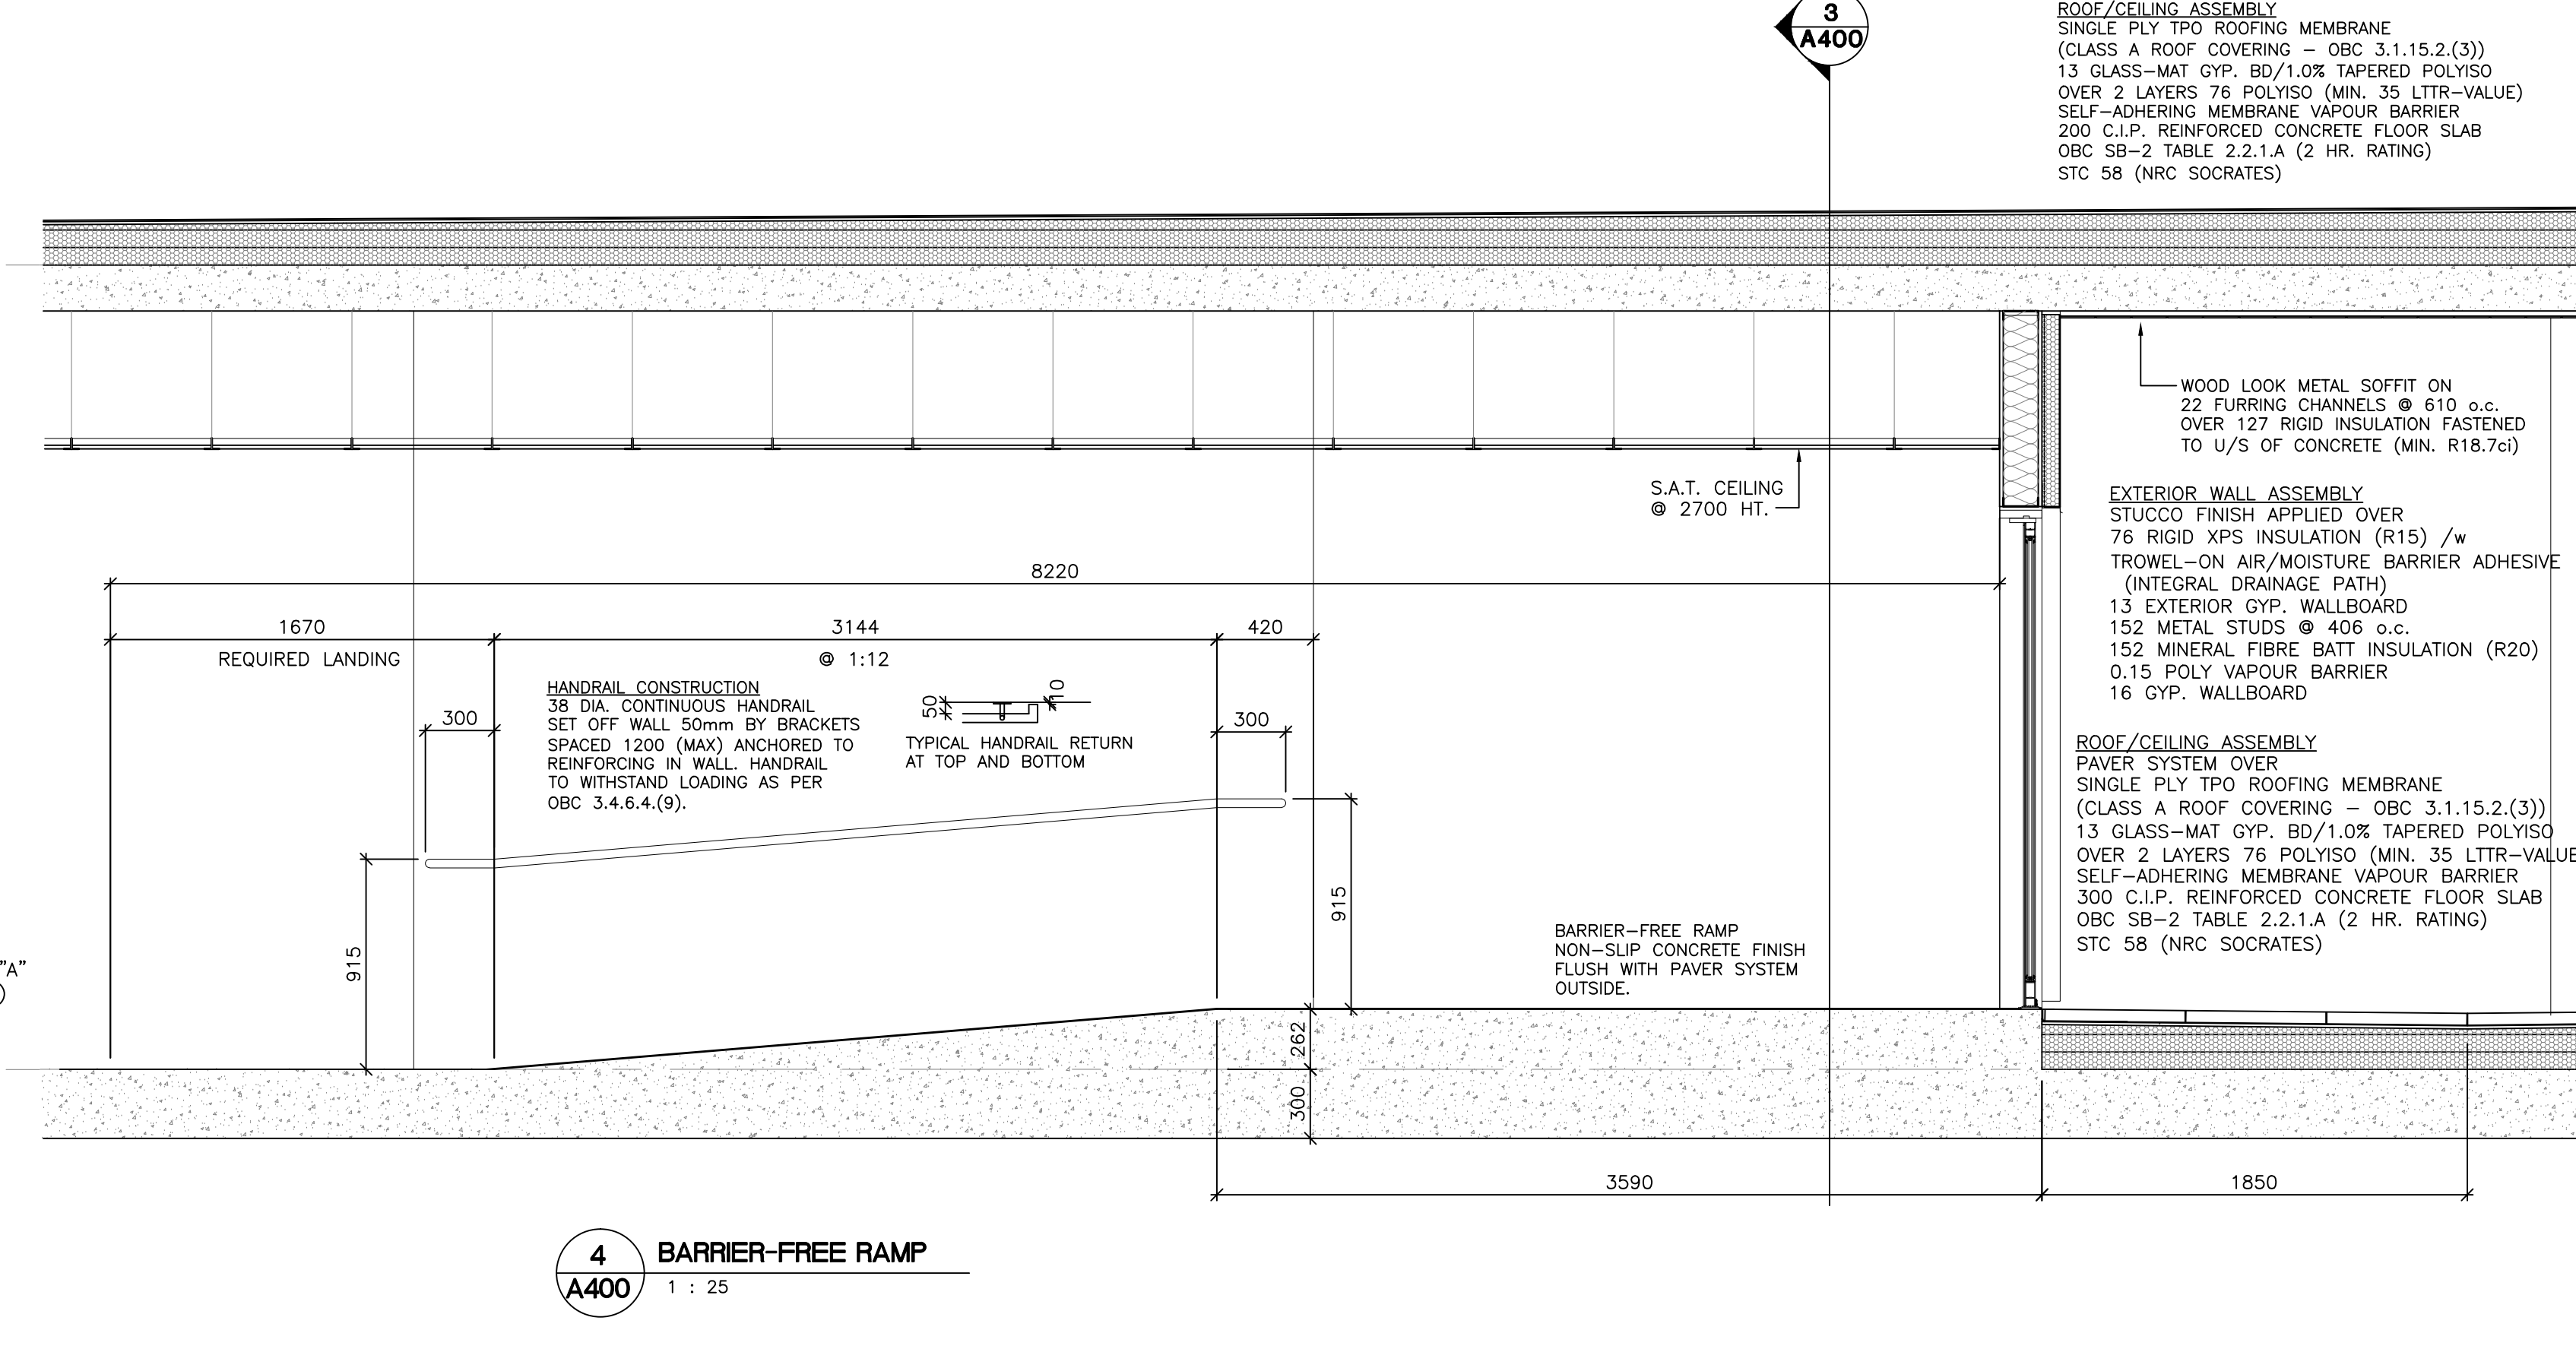 3
A400
ROOF/CEILING ASSEMBLY
SINGLE PLY TPO ROOFING MEMBRANE
(CLASS A ROOF COVERING – OBC 3.1.15.2.(3))
13 GLASS–MAT GYP. BD/1.0% TAPERED POLYISO
OVER 2 LAYERS 76 POLYISO (MIN. 35 LTTR–VALUE)
SELF–ADHERING MEMBRANE VAPOUR BARRIER
200 C.I.P. REINFORCED CONCRETE FLOOR SLAB
OBC SB–2 TABLE 2.2.1.A (2 HR. RATING)
STC 58 (NRC SOCRATES)
WOOD LOOK METAL SOFFIT ON
22 FURRING CHANNELS @ 610 o.c.
OVER 127 RIGID INSULATION FASTENED
TO U/S OF CONCRETE (MIN. R18.7ci)
S.A.T. CEILING
@ 2700 HT.
EXTERIOR WALL ASSEMBLY
STUCCO FINISH APPLIED OVER
76 RIGID XPS INSULATION (R15) /w
TROWEL–ON AIR/MOISTURE BARRIER ADHESIVE
(INTEGRAL DRAINAGE PATH)
13 EXTERIOR GYP. WALLBOARD
152 METAL STUDS @ 406 o.c.
152 MINERAL FIBRE BATT INSULATION (R20)
0.15 POLY VAPOUR BARRIER
16 GYP. WALLBOARD
8220
1670
3144
420
REQUIRED LANDING
@ 1:12
HANDRAIL CONSTRUCTION
38 DIA. CONTINUOUS HANDRAIL
SET OFF WALL 50mm BY BRACKETS
SPACED 1200 (MAX) ANCHORED TO
REINFORCING IN WALL. HANDRAIL
TO WITHSTAND LOADING AS PER
OBC 3.4.6.4.(9).
300
50
10
TYPICAL HANDRAIL RETURN
AT TOP AND BOTTOM
300
ROOF/CEILING ASSEMBLY
PAVER SYSTEM OVER
SINGLE PLY TPO ROOFING MEMBRANE
(CLASS A ROOF COVERING – OBC 3.1.15.2.(3))
13 GLASS–MAT GYP. BD/1.0% TAPERED POLYISO
OVER 2 LAYERS 76 POLYISO (MIN. 35 LTTR–VALUE
SELF–ADHERING MEMBRANE VAPOUR BARRIER
300 C.I.P. REINFORCED CONCRETE FLOOR SLAB
OBC SB–2 TABLE 2.2.1.A (2 HR. RATING)
STC 58 (NRC SOCRATES)
915
915
BARRIER–FREE RAMP
NON–SLIP CONCRETE FINISH
FLUSH WITH PAVER SYSTEM
OUTSIDE.
"A"
)
262
300
3590
1850
4
A400
BARRIER–FREE RAMP
1 : 25